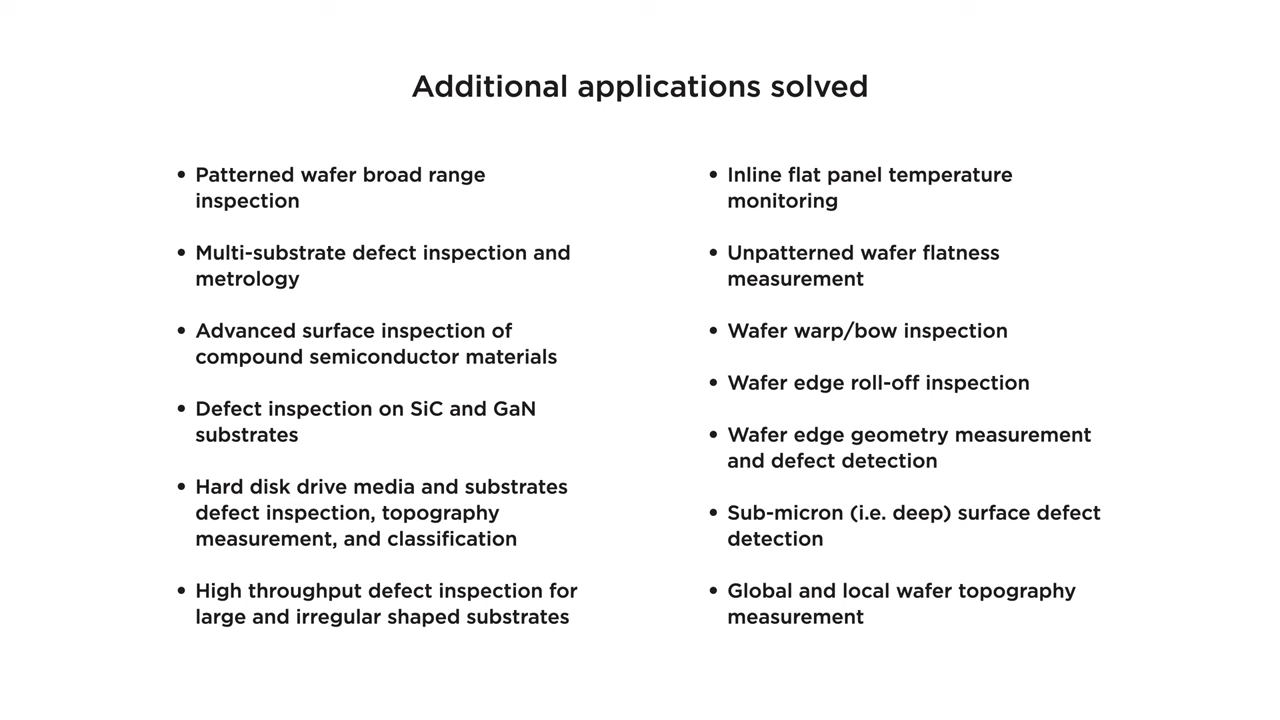 Additional applications solved
• Patterned wafer broad range
inspection
• Multi-substrate defect inspection and
metrology
• Advanced surface inspection of
compound semiconductor materials
• Defect inspection on SiC and GaN
substrates
• Hard disk drive media and substrates
defect inspection, topography
measurement, and classification
• High throughput defect inspection for
large and irregular shaped substrates
• Inline flat panel temperature
monitoring
• Unpatterned wafer flatness
measurement
• Wafer warp/bow inspection
• Wafer edge roll-off inspection
• Wafer edge geometry measurement
and defect detection
• Sub-micron (i.e. deep) surface defect
detection
• Global and local wafer topography
measurement